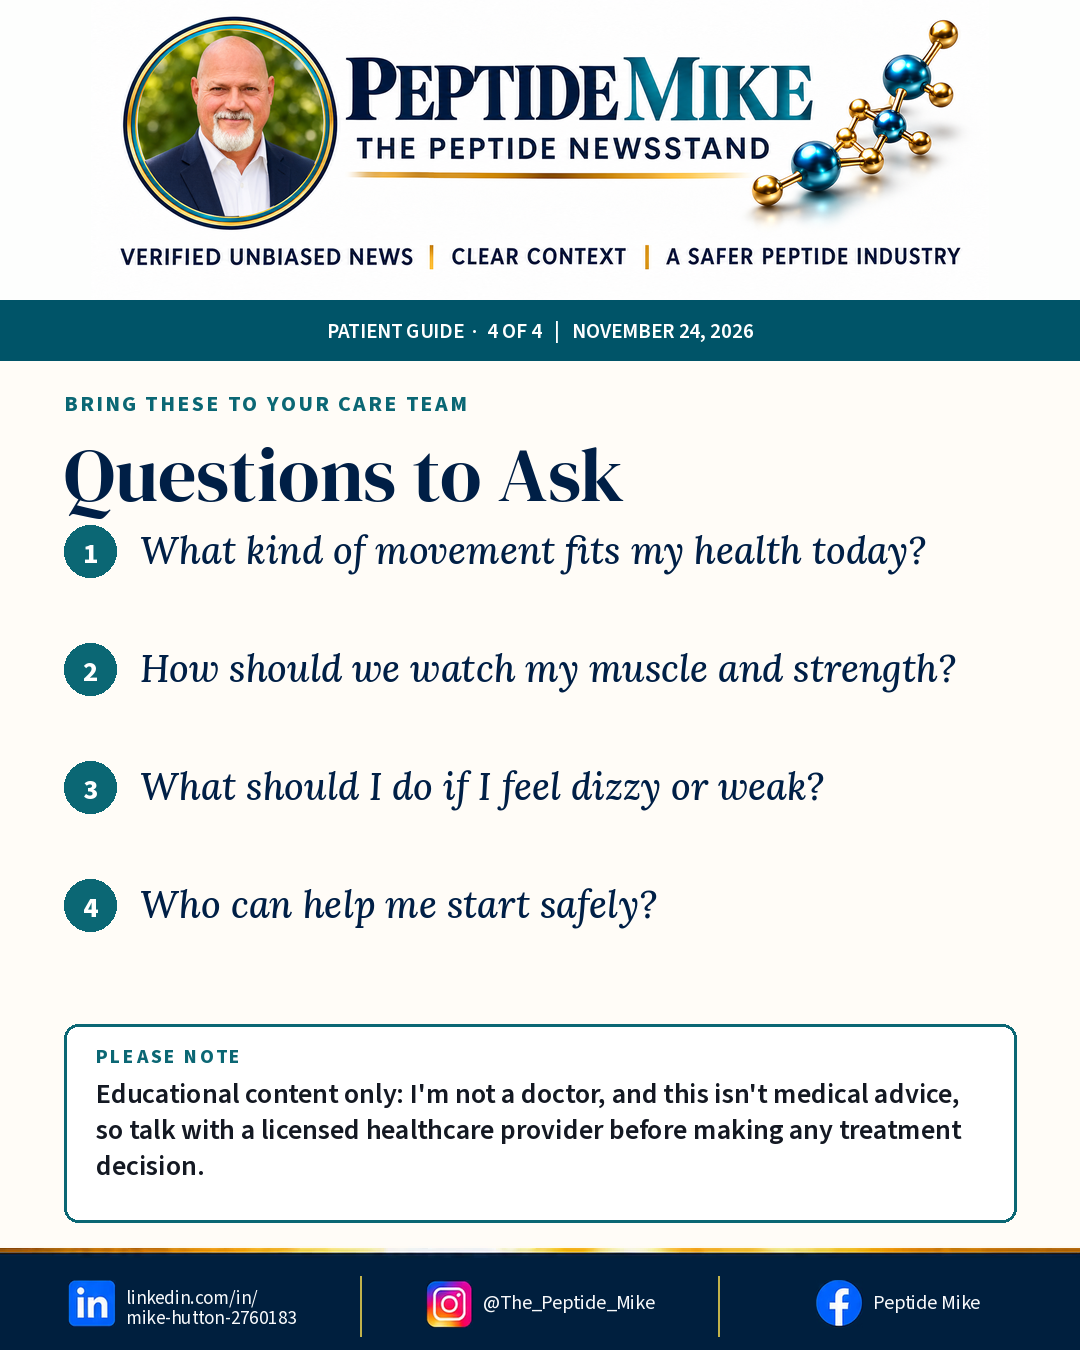 PEPTIDEMIKE
THE PEPTIDE NEWSSTAND
VERIFIED UNBIASED NEWS | CLEAR CONTEXT | A SAFER PEPTIDE INDUSTRY
PATIENT GUIDE · 4 OF 4 | NOVEMBER 24, 2026
BRING THESE TO YOUR CARE TEAM
Questions to Ask
1 What kind of movement fits my health today?
2 How should we watch my muscle and strength?
3 What should I do if I feel dizzy or weak?
4 Who can help me start safely?
PLEASE NOTE
Educational content only: I'm not a doctor, and this isn't medical advice,
so talk with a licensed healthcare provider before making any treatment
decision.
in linkedin.com/in/
mike-hutton-2760183
@The_Peptide_Mike
f Peptide Mike